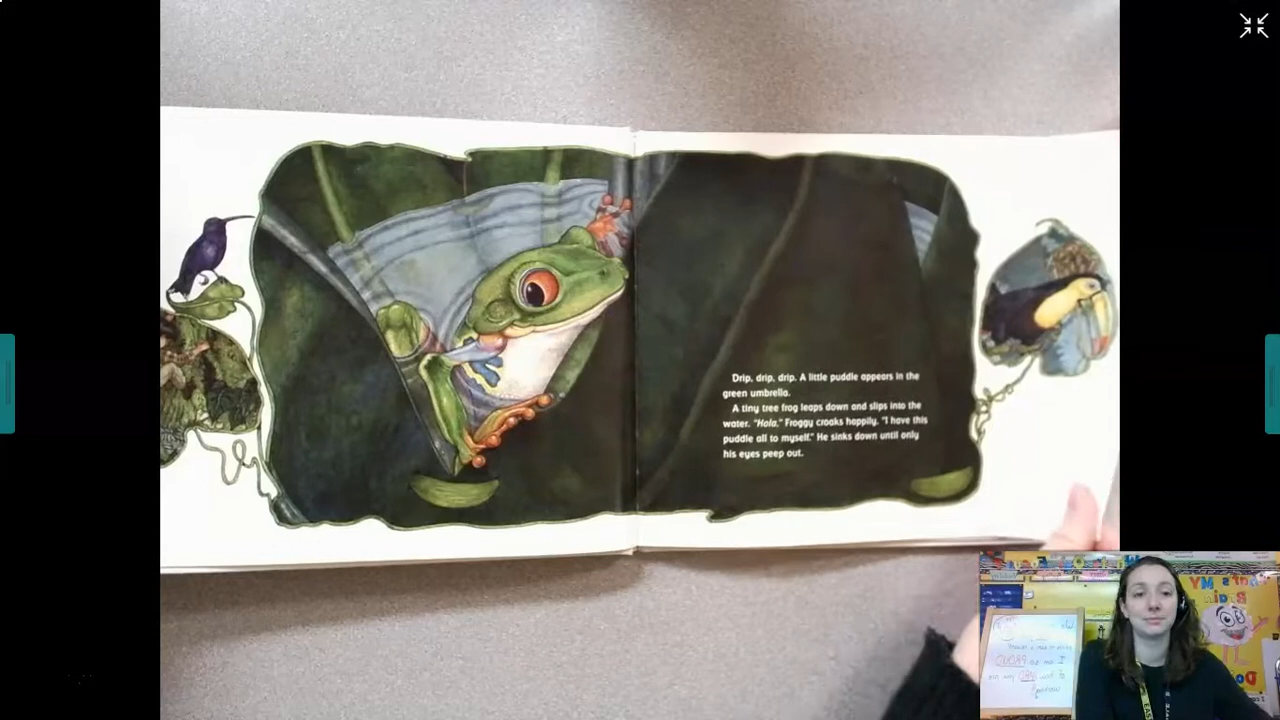 Drip, drip, drip. A little puddle appears in the
green umbrella.
A tiny tree frog leaps down and slips into the
water. "Hola." Froggy croaks happily. "I have this
puddle all to myself." He sinks down until only
his eyes peep out.